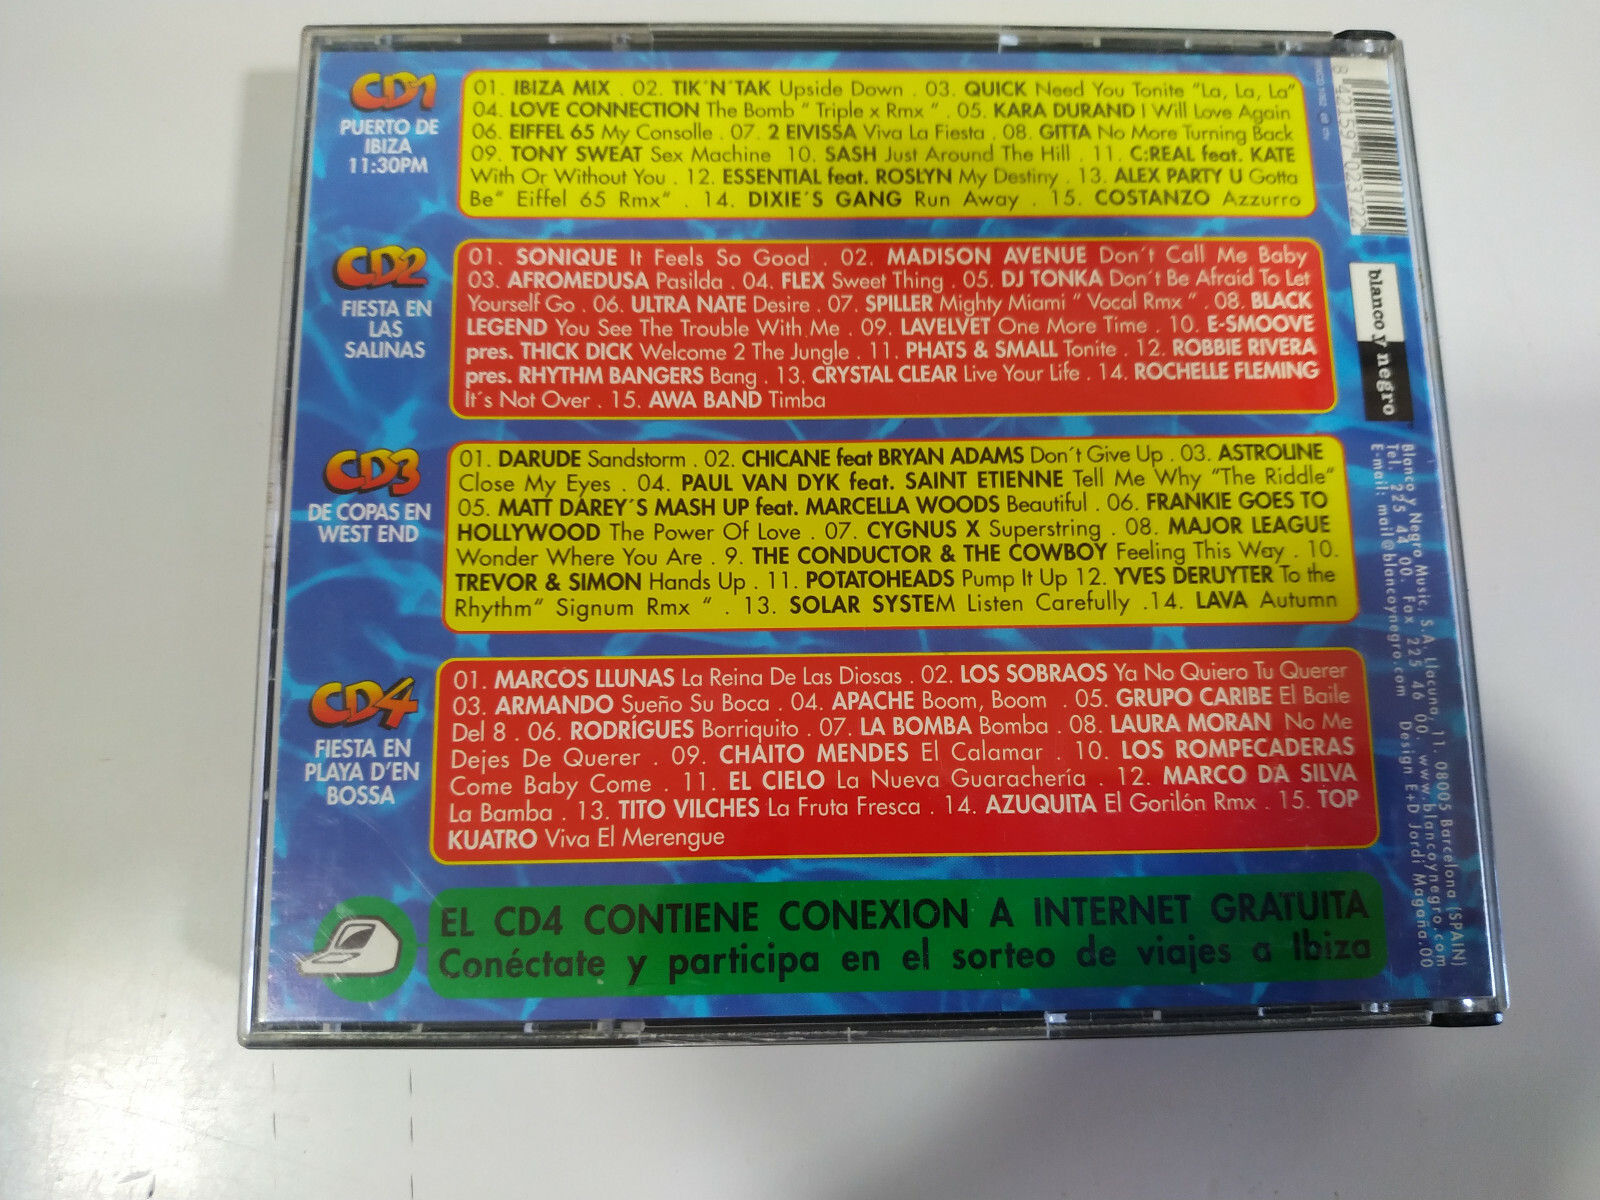 CD1
PUERTO DE
IBIZA
11:30PM
01. IBIZA MIX . 02. TIK´N´TAK Upside Down . 03. QUICK Need You Tonite "La, La, La"
04. LOVE CONNECTION The Bomb " Triple x Rmx " . 05. KARA DURAND I Will Love Again
06. EIFFEL 65 My Consolle . 07. 2 EIVISSA Viva La Fiesta . 08. GITTA No More Turning Back
09. TONY SWEAT Sex Machine 10. SASH Just Around The Hill . 11. C:REAL feat. KATE
With Or Without You . 12. ESSENTIAL feat. ROSLYN My Destiny . 13. ALEX PARTY U Gotta
Be" Eiffel 65 Rmx" . 14. DIXIE´S GANG Run Away . 15. COSTANZO Azzurro
CD2
FIESTA EN
LAS
SALINAS
01. SONIQUE It Feels So Good . 02. MADISON AVENUE Don´t Call Me Baby
03. AFROMEDUSA Pasilda . 04. FLEX Sweet Thing . 05. DJ TONKA Don´t Be Afraid To Let
Yourself Go . 06. ULTRA NATE Desire . 07. SPILLER Mighty Miami " Vocal Rmx " . 08. BLACK
LEGEND You See The Trouble With Me . 09. LAVELVET One More Time . 10. E-SMOOVE
pres. THICK DICK Welcome 2 The Jungle . 11. PHATS & SMALL Tonite . 12. ROBBIE RIVERA
pres. RHYTHM BANGERS Bang . 13. CRYSTAL CLEAR Live Your Life . 14. ROCHELLE FLEMING
It´s Not Over . 15. AWA BAND Timba
CD3
DE COPAS EN
WEST END
01. DARUDE Sandstorm . 02. CHICANE feat BRYAN ADAMS Don´t Give Up . 03. ASTROLINE
Close My Eyes . 04. PAUL VAN DYK feat. SAINT ETIENNE Tell Me Why "The Riddle"
05. MATT DAREY´S MASH UP feat. MARCELLA WOODS Beautiful . 06. FRANKIE GOES TO
HOLLYWOOD The Power Of Love . 07. CYGNUS X Superstring . 08. MAJOR LEAGUE
Wonder Where You Are . 9. THE CONDUCTOR & THE COWBOY Feeling This Way . 10.
TREVOR & SIMON Hands Up . 11. POTATOHEADS Pump It Up 12. YVES DERUYTER To the
Rhythm" Signum Rmx " . 13. SOLAR SYSTEM Listen Carefully .14. LAVA Autumn
CD4
FIESTA EN
PLAYA D'EN
BOSSA
01. MARCOS LLUNAS La Reina De Las Diosas . 02. LOS SOBRAOS Ya No Quiero Tu Querer
03. ARMANDO Sueño Su Boca . 04. APACHE Boom, Boom . 05. GRUPO CARIBE El Baile
Del 8 . 06. RODRÍGUES Borriquito . 07. LA BOMBA Bomba . 08. LAURA MORAN No Me
Dejes De Querer . 09. CHAITO MENDES El Calamar . 10. LOS ROMPECADERAS
Come Baby Come . 11. EL CIELO La Nueva Guarachería . 12. MARCO DA SILVA
La Bamba . 13. TITO VILCHES La Fruta Fresca . 14. AZUQUITA El Gorilón Rmx . 15. TOP
KUATRO Viva El Merengue
EL CD4 CONTIENE CONEXION A INTERNET GRATUITA
Conéctate y participa en el sorteo de viajes a Ibiza
8 421597 023722
blanco y negro
Blanco y Negro Music, S.A. Llacuna, 11. 08005 Barcelona (SPAIN)
Tel. 225 44 00. Fax 225 46 00. www.blancoynegro.com
E-mail: mail@blancoynegro.com Design E+D Jordi Magaña.00